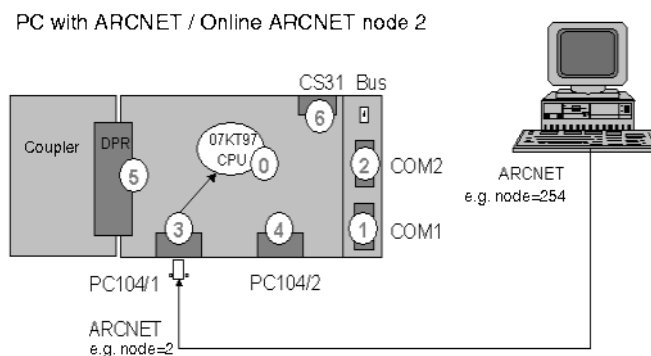 PC with ARCNET / Online ARCNET node 2
CS31 Bus
6
Coupler
DPR
5
07KT97
CPU
0
2
COM2
3
4
1
COM1
PC104/1
PC104/2
ARCNET
e.g. node=254
ARCNET
e.g. node=2